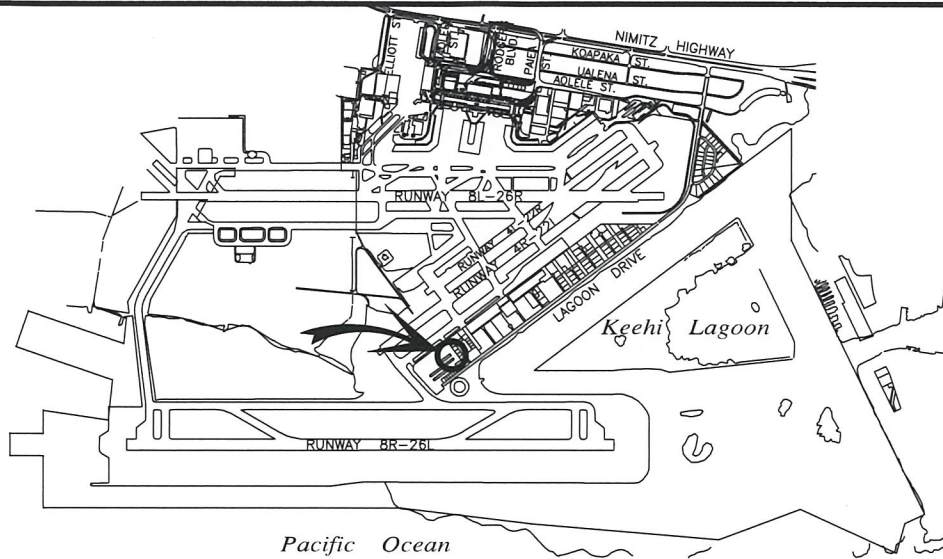 NIMITZ HIGHWAY
ELLIOTT ST
ST.
RODGERS BLVD
PAIEA ST.
KOAPAKA ST.
UALENA ST.
AOLELE ST.
RUNWAY 8L-26R
RUNWAY 4L-22R
RUNWAY 4R-22L
LAGOON DRIVE
Keehi Lagoon
RUNWAY 8R-26L
Pacific Ocean